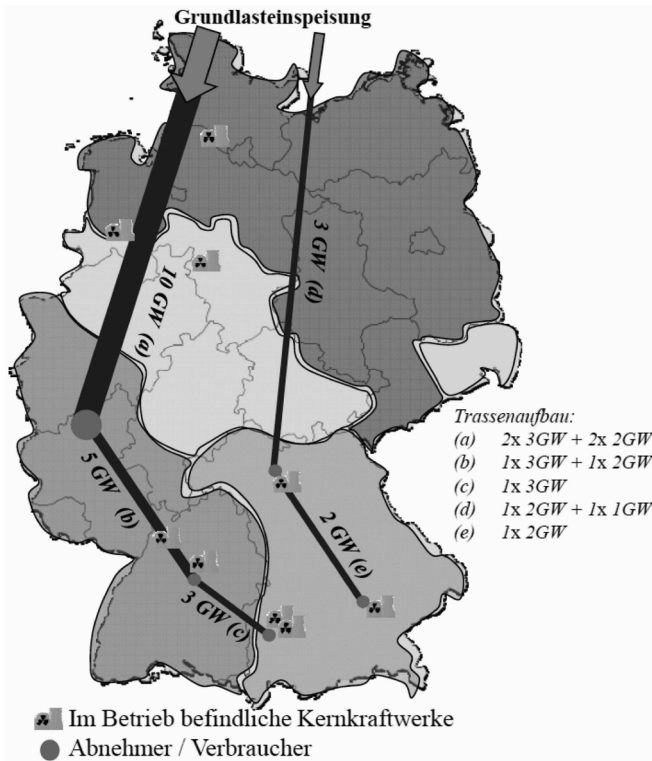 Grundlasteinspeisung
3 GW (d)
10 GW (a)
Trassenaufbau:
(a) 2x 3GW + 2x 2GW
(b) 1x 3GW + 1x 2GW
(c) 1x 3GW
(d) 1x 2GW + 1x 1GW
(e) 1x 2GW
5 GW (b)
2 GW (e)
3 GW (c)
Im Betrieb befindliche Kernkraftwerke
Abnehmer / Verbraucher